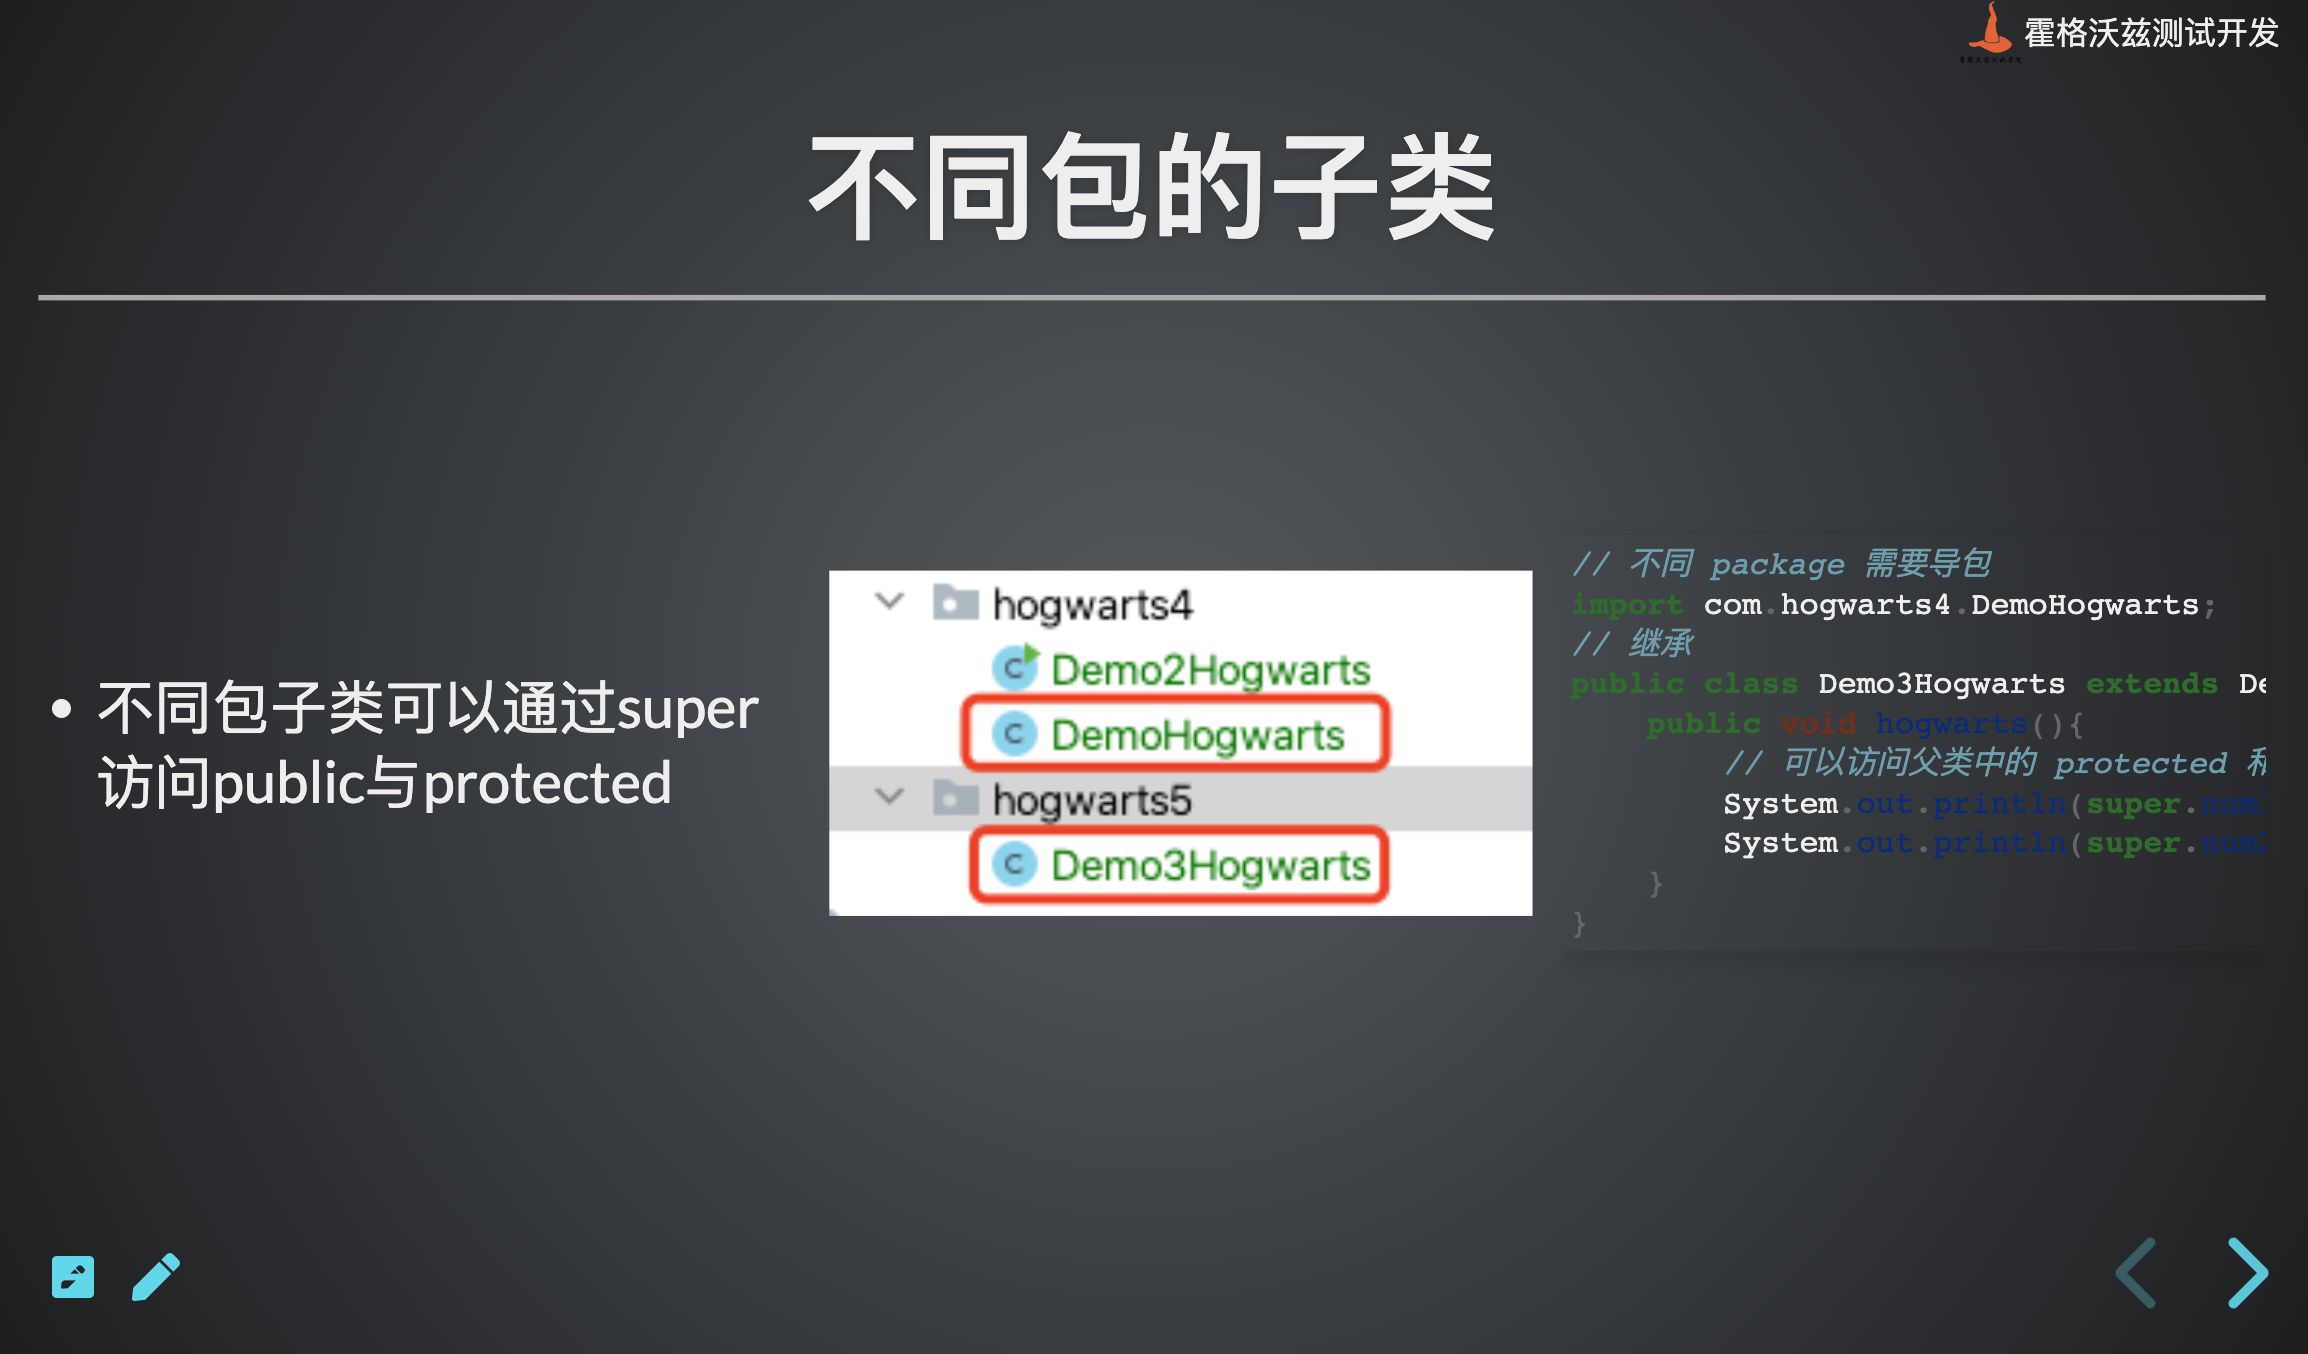 霍格沃兹测试开发
不同包的子类
不同包子类可以通过super
访问public与protected
hogwarts4
Demo2Hogwarts
DemoHogwarts
hogwarts5
Demo3Hogwarts
// 不同 package 需要导包
import com.hogwarts4.DemoHogwarts;
// 继承
public class Demo3Hogwarts extends De
    public void hogwarts(){
        // 可以访问父类中的 protected
        System.out.println(super.num
        System.out.println(super.num
    }
}